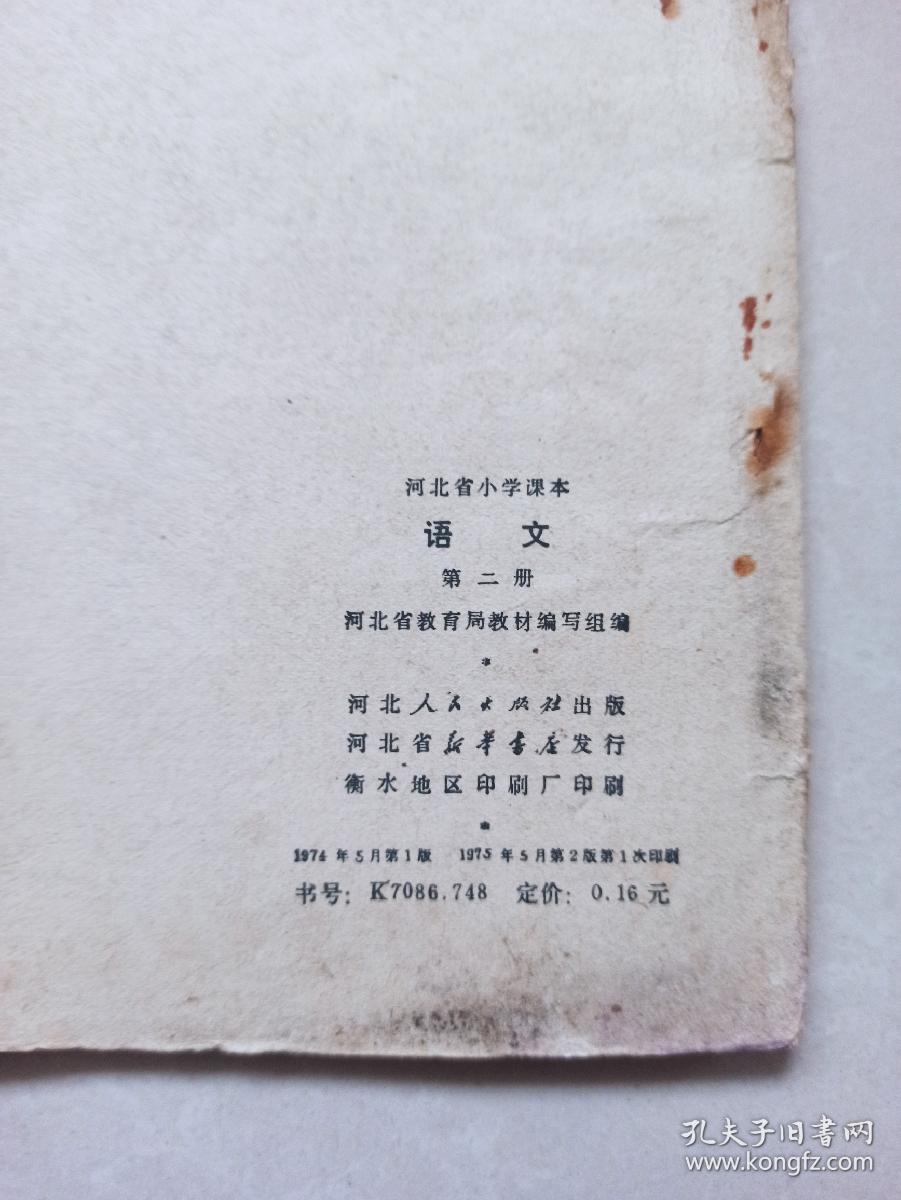 河北省小学课本
语 文
第二册
河北省教育局教材编写组编
河北人民出版社出版
河北省新华书店发行
衡水地区印刷厂印刷
1974年5月第1版 1975年5月第2版第1次印刷
书号：K7086.748 定价：0.16元
孔夫子旧书网
www.kongfz.com